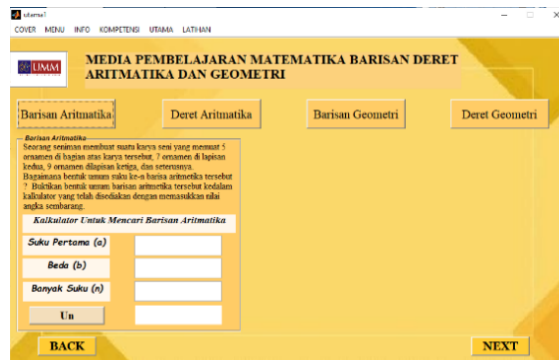 utama1
COVER MENU INFO KOMPETENSI UTAMA LATIHAN
UMM
MEDIA PEMBELAJARAN MATEMATIKA BARISAN DERET
ARITMATIKA DAN GEOMETRI
Barisan Aritmatika
Deret Aritmatika
Barisan Geometri
Deret Geometri
Barisan Aritmatika
Seorang seniman membuat suatu karya seni yang memuat 5
ornamen di bagian atas karya tersebut, 7 ornamen di lapisan
kedua, 9 ornamen dilapisan ketiga, dan seterusnya.
Bagaimana bentuk umum suku ke-n barisa aritmetika tersebut
? Buktikan bentuk umum barisan aritmetika tersebut kedalam
kalkulator yang telah disediakan dengan memasukkan nilai
angka sembarang.
Kalkulator Untuk Mencari Barisan Aritmatika
Suku Pertama (a)
Beda (b)
Banyak Suku (n)
Un
BACK
NEXT